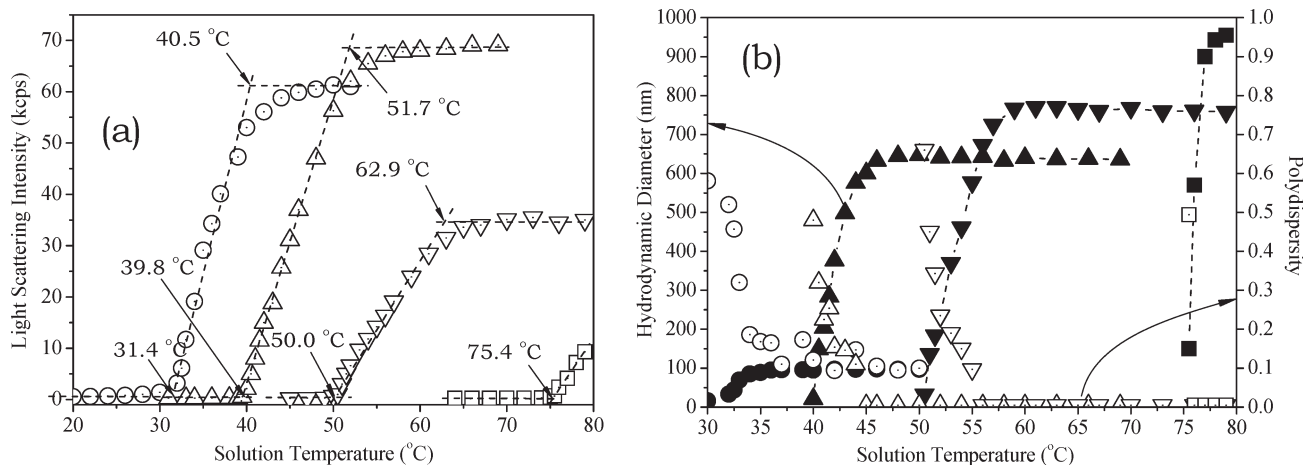 (a)
Light Scattering Intensity (kcps)
70
60
50
40
30
20
10
0
40.5 °C
51.7 °C
62.9 °C
39.8 °C
31.4 °C
50.0 °C
75.4 °C
20 30 40 50 60 70 80
Solution Temperature (°C)
(b)
Hydrodynamic Diameter (nm)
1000
900
800
700
600
500
400
300
200
100
0
30 35 40 45 50 55 60 65 70 75 80
Solution Temperature (°C)
1.0
0.9
0.8
0.7
0.6
0.5
0.4
0.3
0.2
0.1
0.0
Polydispersity